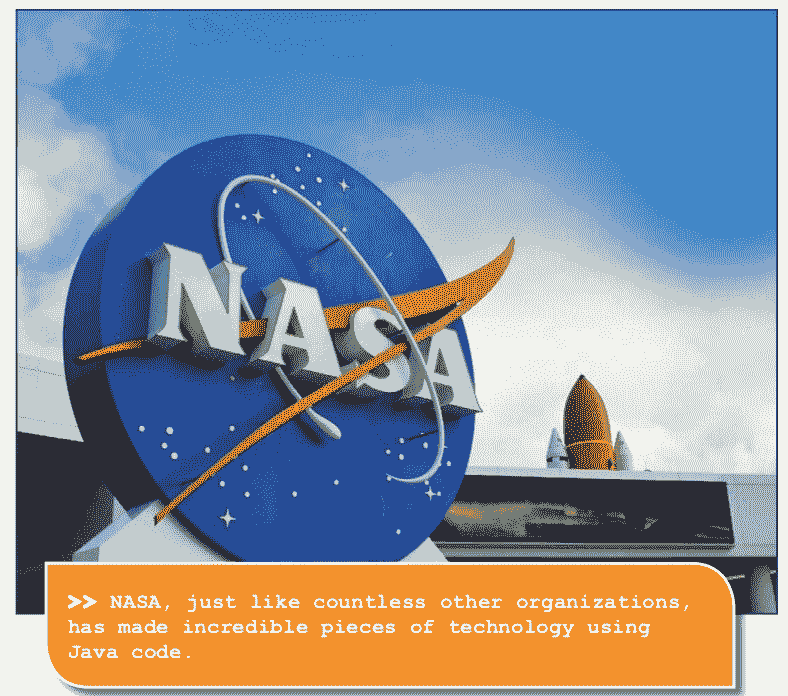 NASA
>> NASA, just like countless other organizations,
has made incredible pieces of technology using
Java code.